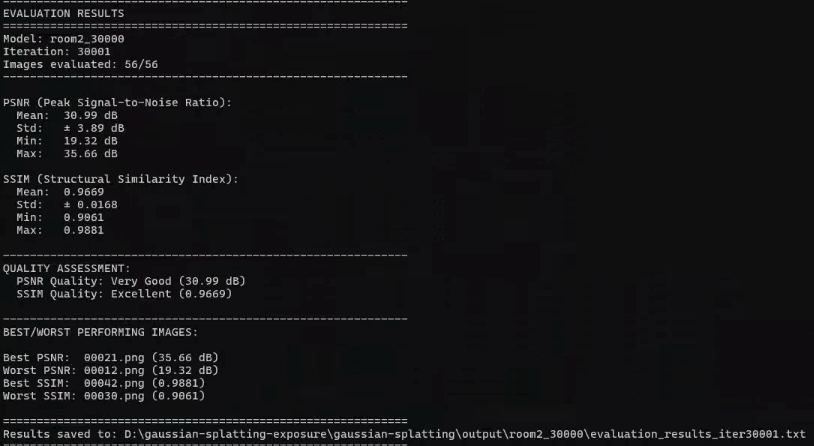 ============================================================
EVALUATION RESULTS
============================================================
Model: room2_30000
Iteration: 30001
Images evaluated: 56/56
------------------------------------------------------------
PSNR (Peak Signal-to-Noise Ratio):
Mean: 30.99 dB
Std: ± 3.89 dB
Min: 19.32 dB
Max: 35.66 dB
SSIM (Structural Similarity Index):
Mean: 0.9669
Std: ± 0.0168
Min: 0.9061
Max: 0.9881
------------------------------------------------------------
QUALITY ASSESSMENT:
PSNR Quality: Very Good (30.99 dB)
SSIM Quality: Excellent (0.9669)
------------------------------------------------------------
BEST/WORST PERFORMING IMAGES:
Best PSNR: 00021.png (35.66 dB)
Worst PSNR: 00012.png (19.32 dB)
Best SSIM: 00042.png (0.9881)
Worst SSIM: 00030.png (0.9061)
============================================================
Results saved to: D:\gaussian-splatting-exposure\gaussian-splatting\output\room2_30000\evaluation_results_iter30001.txt
============================================================